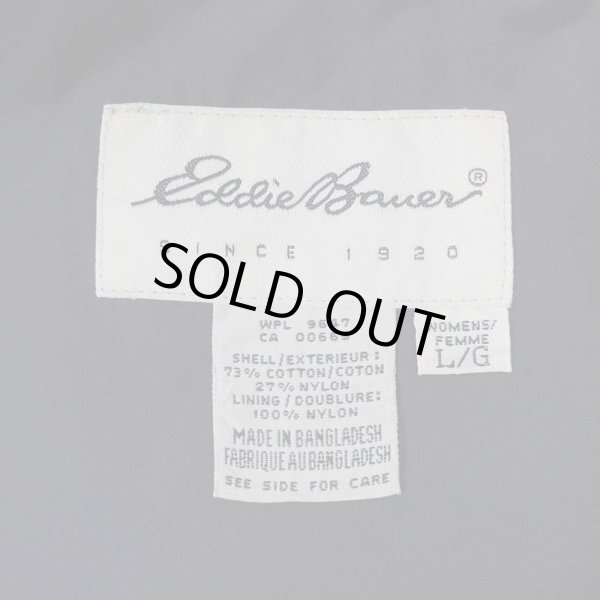 Eddie Bauer®
SINCE 1920
SOLD OUT
WPL
CA 00669
SHELL/EXTERIEUR:
73% COTTON/COTON
27% NYLON
LINING/DOUBLURE:
100% NYLON
MADE IN BANGLADESH
FABRIQUE AU BANGLADESH
SEE SIDE FOR CARE
WOMENS/
FEMME
L/G